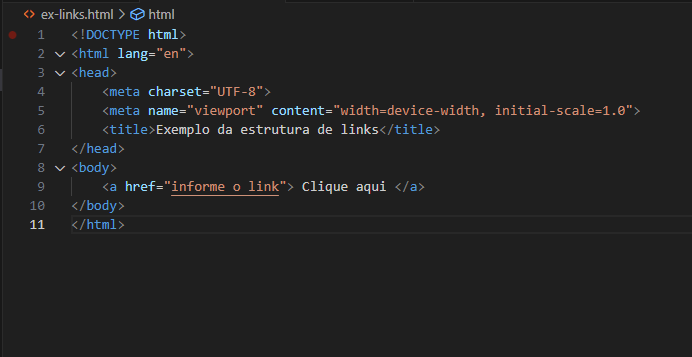 ex-links.html > html
1 <!DOCTYPE html>
2 <html lang="en">
3 <head>
4     <meta charset="UTF-8">
5     <meta name="viewport" content="width=device-width, initial-scale=1.0">
6     <title>Exemplo da estrutura de links</title>
7 </head>
8 <body>
9     <a href="informe o link"> Clique aqui </a>
10 </body>
11 </html>